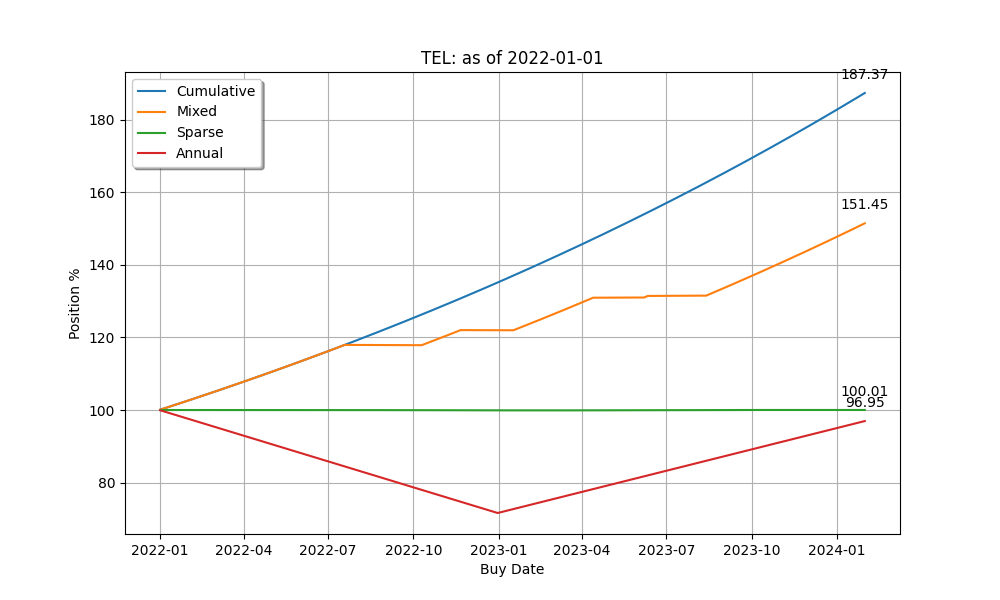 TEL: as of 2022-01-01
Cumulative
Mixed
Sparse
Annual
187.37
151.45
100.01
96.95
Position %
180
160
140
120
100
80
2022-01 2022-04 2022-07 2022-10 2023-01 2023-04 2023-07 2023-10 2024-01
Buy Date